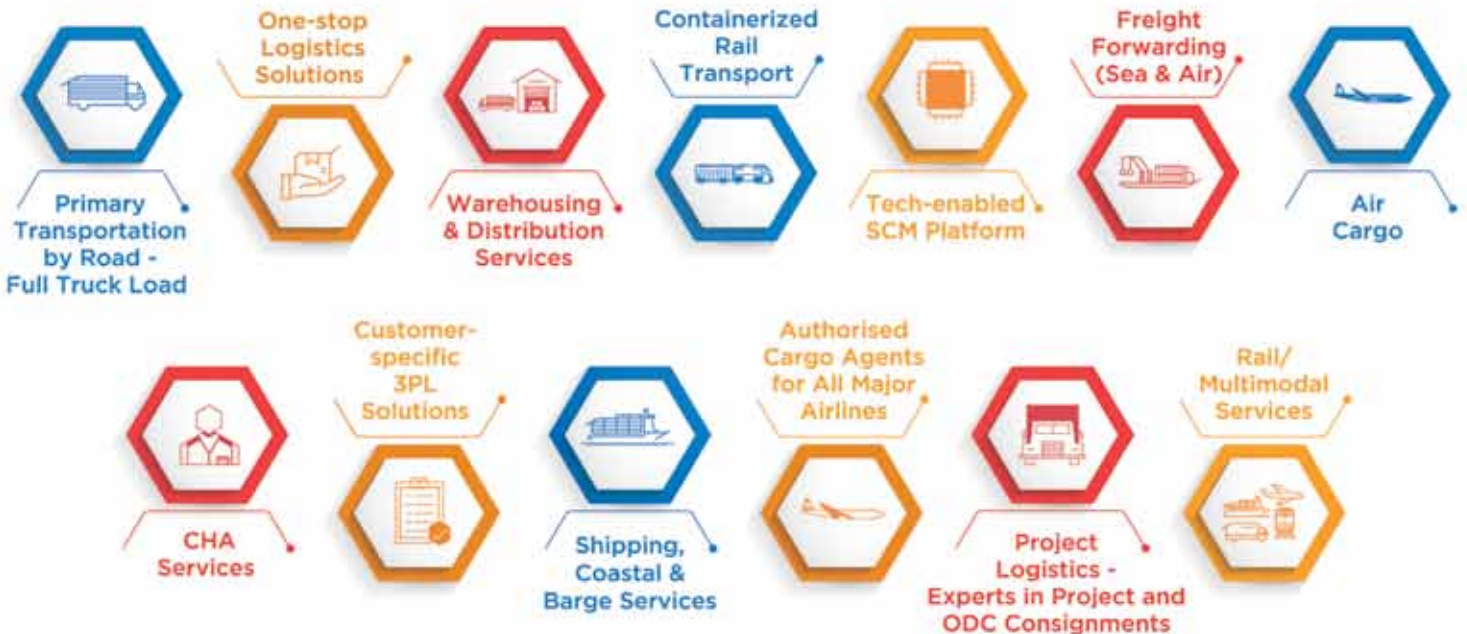 Primary
Transportation
by Road -
Full Truck Load
One-stop
Logistics
Solutions
Warehousing
& Distribution
Services
Containerized
Rail
Transport
Tech-enabled
SCM Platform
Freight
Forwarding
(Sea & Air)
Air
Cargo
CHA
Services
Customer-
specific
3PL
Solutions
Shipping,
Coastal &
Barge Services
Authorised
Cargo Agents
for All Major
Airlines
Project
Logistics -
Experts in Project and
ODC Consignments
Rail/
Multimodal
Services